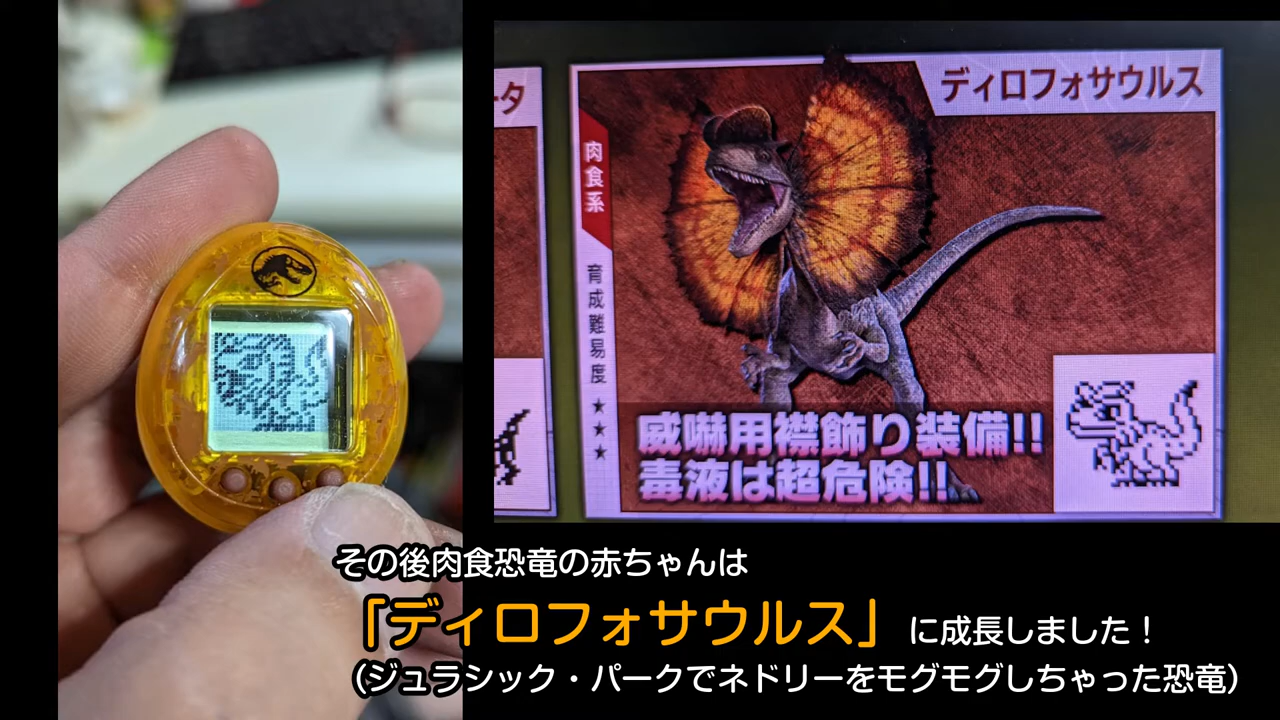 ータ
ディロフォサウルス
肉食系
育成難易度★★★
威嚇用襟飾り装備!!
毒液は超危険!!
その後肉食恐竜の赤ちゃんは
「ディロフォサウルス」に成長しました！
（ジュラシック・パークでネドリーをモグモグしちゃった恐竜）